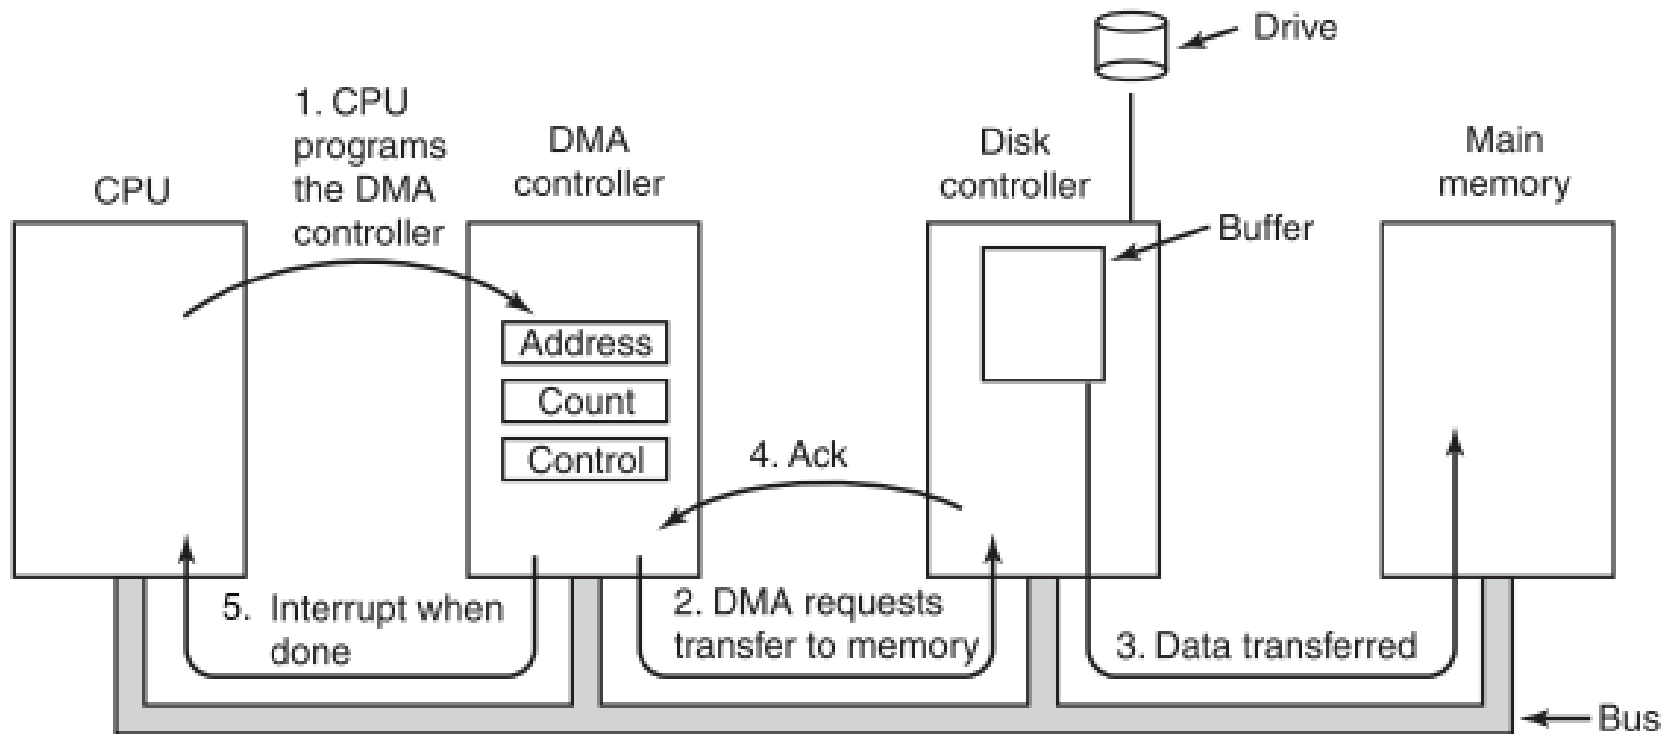 Drive
1. CPU
programs
the DMA
controller
CPU
DMA
controller
Disk
controller
Main
memory
Buffer
Address
Count
Control
4. Ack
5. Interrupt when
done
2. DMA requests
transfer to memory
3. Data transferred
Bus